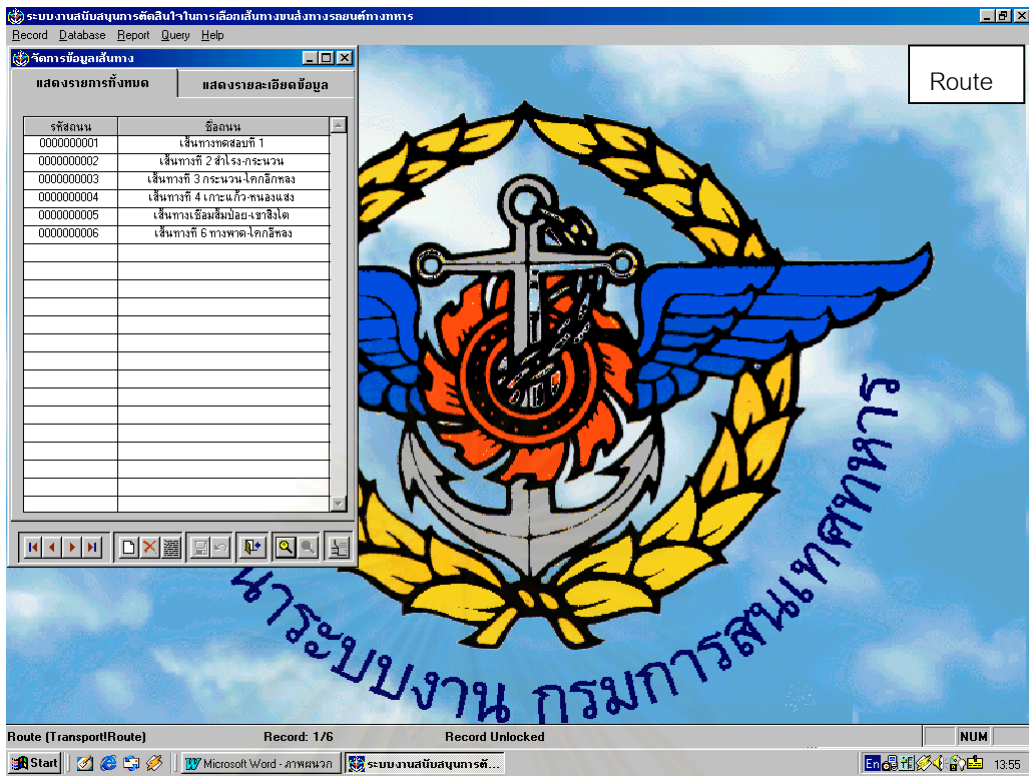 ระบบงานสนับสนุนการตัดสินใจในการเลือกเส้นทางขนส่งทางรถยนต์ทางทหาร
Record Database Report Query Help
จัดการข้อมูลเส้นทาง
Route
แสดงรายการทั้งหมด แสดงรายละเอียดข้อมูล
รหัสถนน ชื่อถนน
0000000001 เส้นทางทดสอบที่ 1
0000000002 เส้นทางที่ 2 สำโรง-กระนวน
0000000003 เส้นทางที่ 3 กระนวน-โคกอีกทอง
0000000004 เส้นทางที่ 4 เกาะแก้ว-หนองแสง
0000000005 เส้นทางเชื่อมส้มป่อย-เขาสิงโต
0000000006 เส้นทางที่ 6 ทางพาด-โคกอีทอง
นาระบบงาน กรมการสนเทศทหาร
Route (Transport!Route) Record: 1/6 Record Unlocked NUM
Start Microsoft Word - ภาพผนวก ระบบงานสนับสนุนการตั... En 13:55